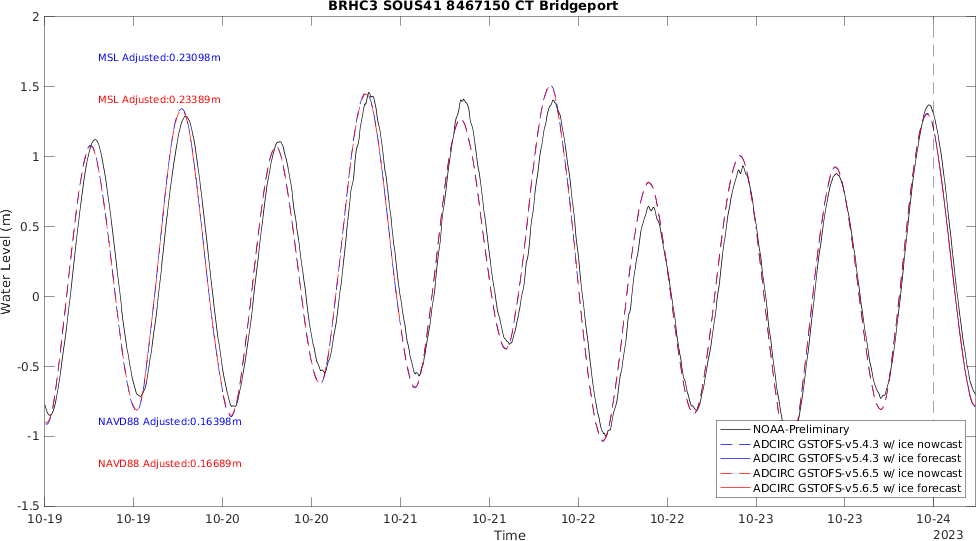 BRHC3 SOUS41 8467150 CT Bridgeport
2
1.5
1
0.5
0
-0.5
-1
-1.5
Water Level (m)
MSL Adjusted:0.23098m
MSL Adjusted:0.23389m
NAVD88 Adjusted:0.16398m
NAVD88 Adjusted:0.16689m
NOAA-Preliminary
ADCIRC GSTOFS-v5.4.3 w/ ice nowcast
ADCIRC GSTOFS-v5.4.3 w/ ice forecast
ADCIRC GSTOFS-v5.6.5 w/ ice nowcast
ADCIRC GSTOFS-v5.6.5 w/ ice forecast
10-19 10-19 10-20 10-20 10-21 10-21 10-22 10-22 10-23 10-23 10-24
Time
2023